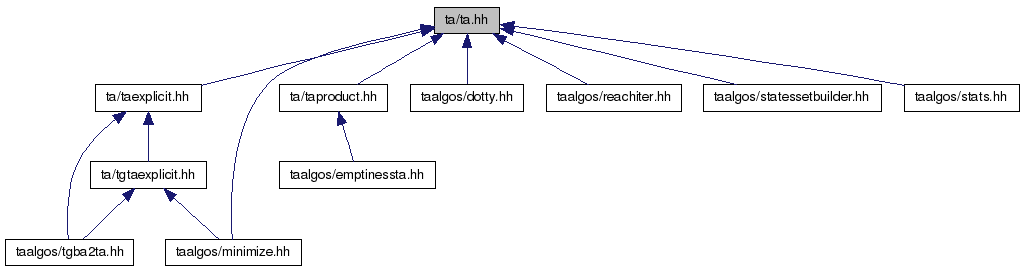 ta/ta.hh
ta/taexplicit.hh
ta/taproduct.hh
taalgos/dotty.hh
taalgos/reachiter.hh
taalgos/statessetbuilder.hh
taalgos/stats.hh
ta/tgtaexplicit.hh
taalgos/emptinessta.hh
taalgos/tgba2ta.hh
taalgos/minimize.hh